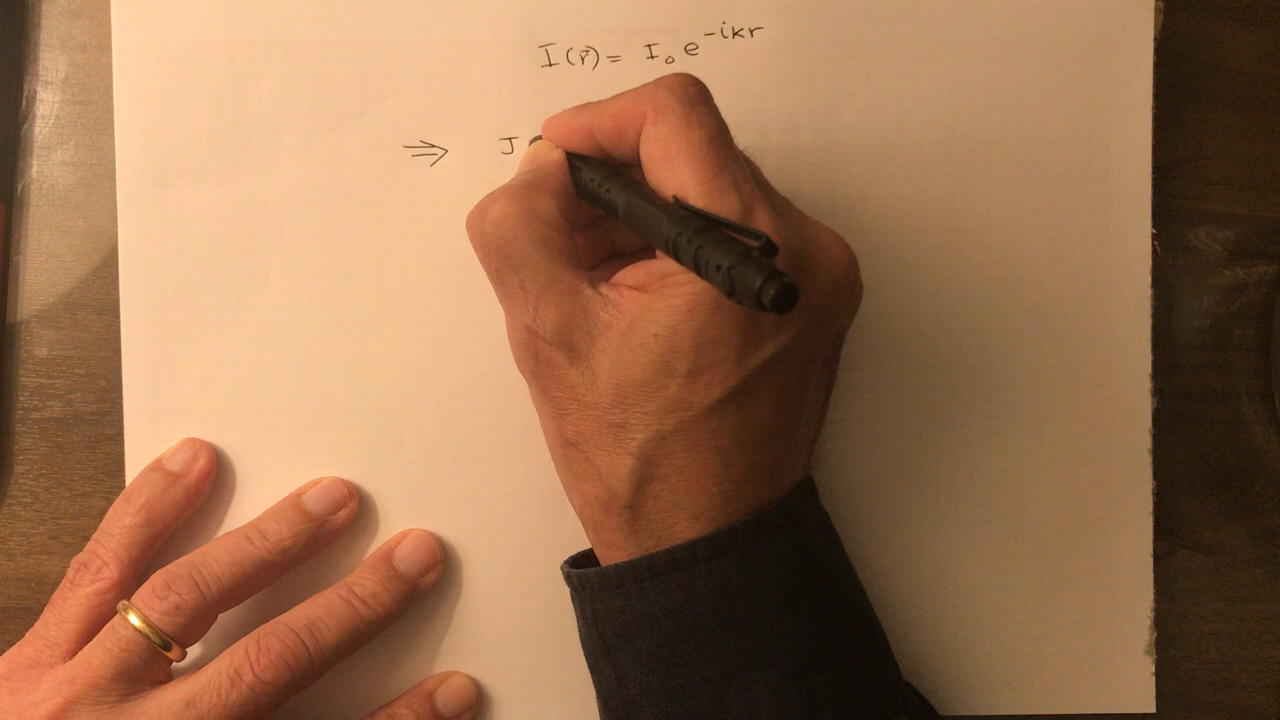 I(r⃗) = I₀ e^{-ikr}
⇒ J